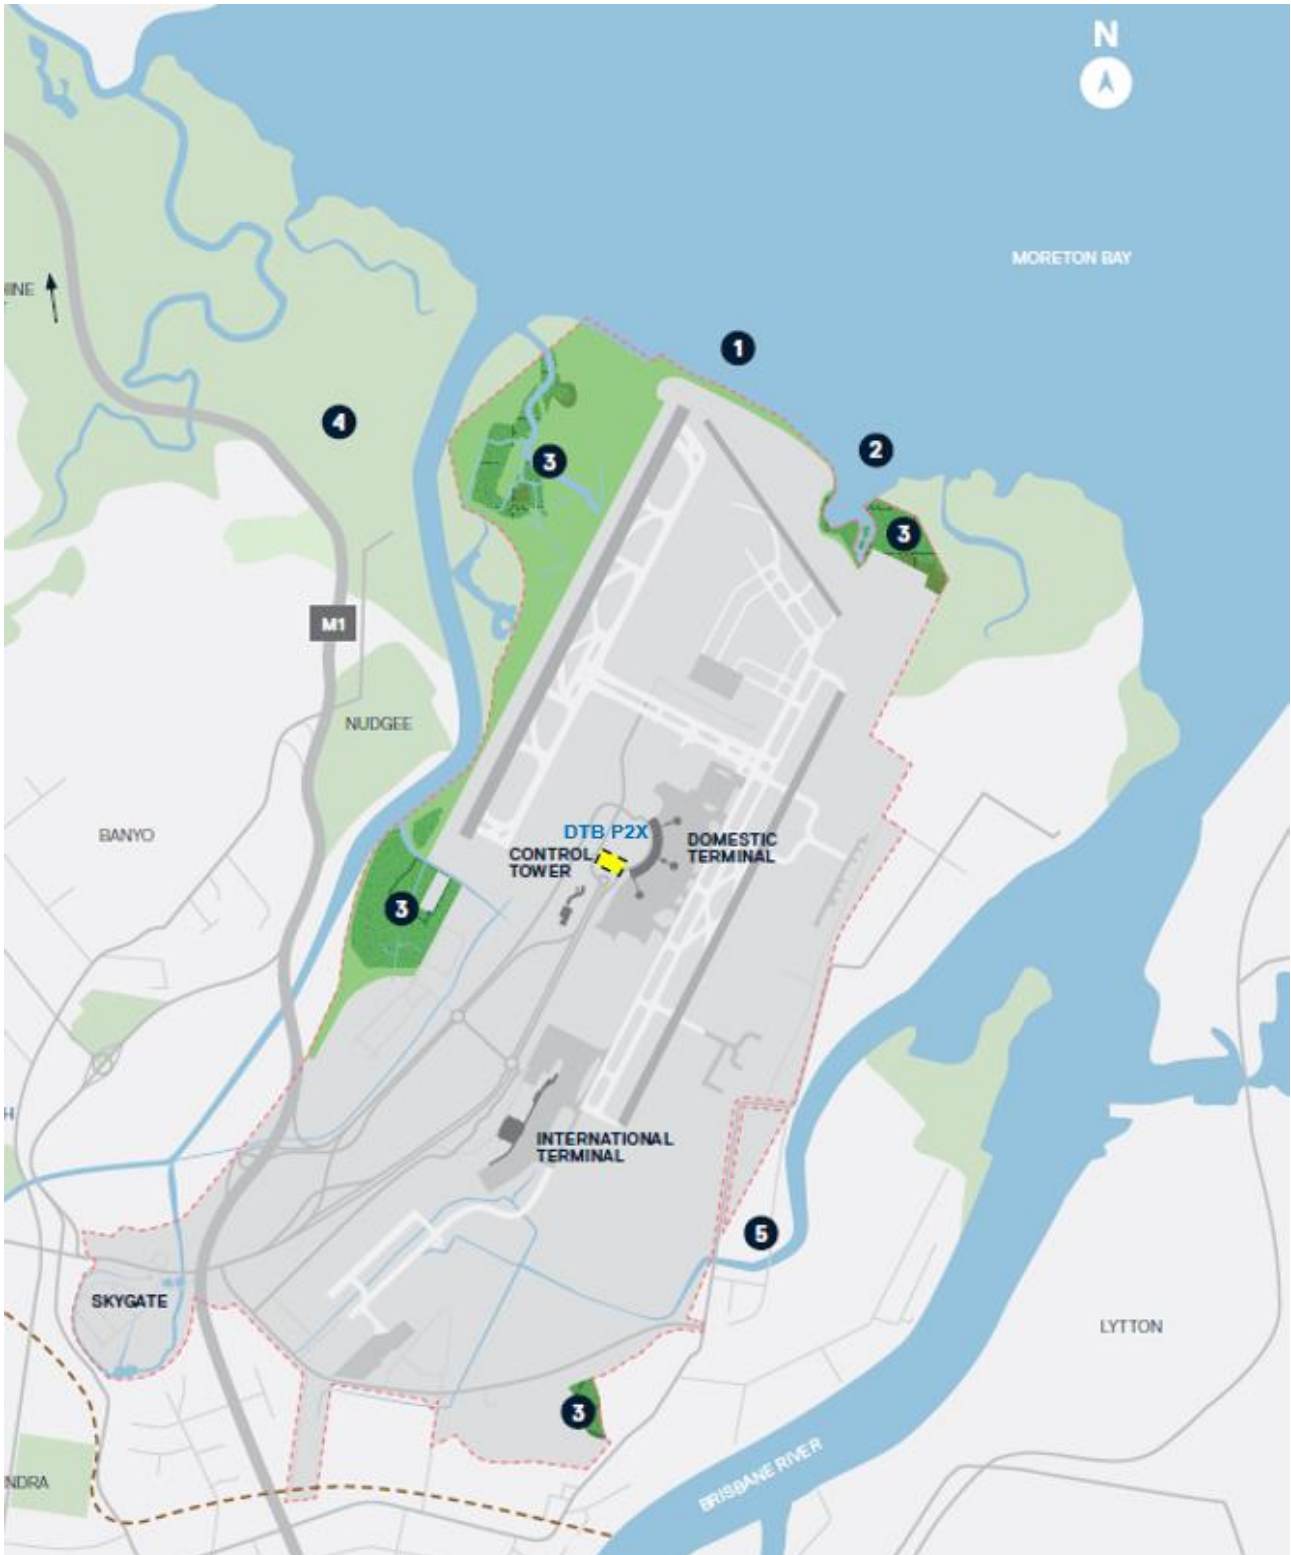 N
MORETON BAY
INE
1
4
2
3
3
M1
NUDGEE
BANYO
DTB P2X
DOMESTIC
TERMINAL
CONTROL
TOWER
3
H
INTERNATIONAL
TERMINAL
5
SKYGATE
LYTTON
3
NDRA
BRISBANE RIVER